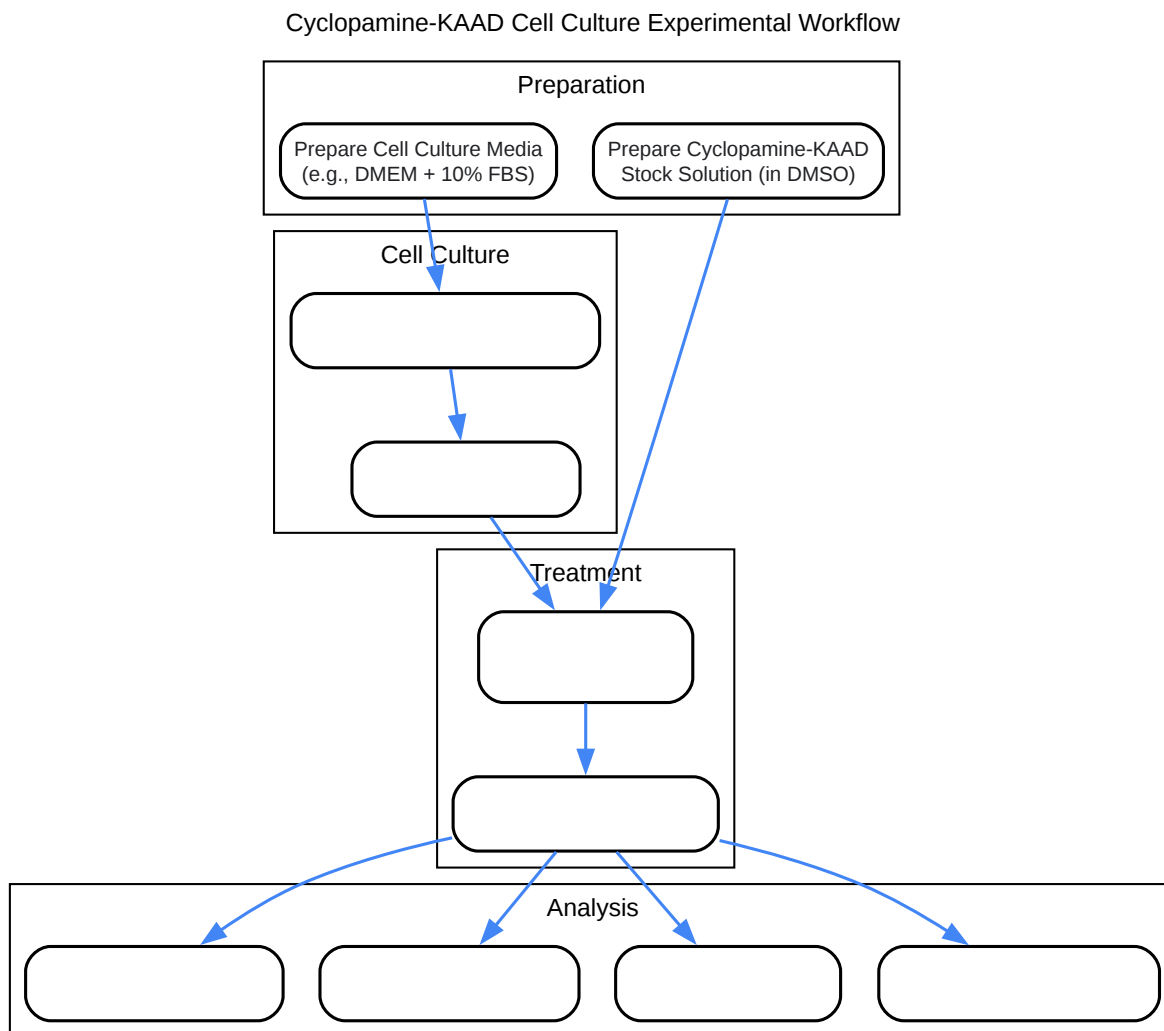 Cyclopamine-KAAD Cell Culture Experimental Workflow
Preparation
Prepare Cell Culture Media
(e.g., DMEM + 10% FBS)
Prepare Cyclopamine-KAAD
Stock Solution (in DMSO)
Cell Culture
Treatment
Analysis